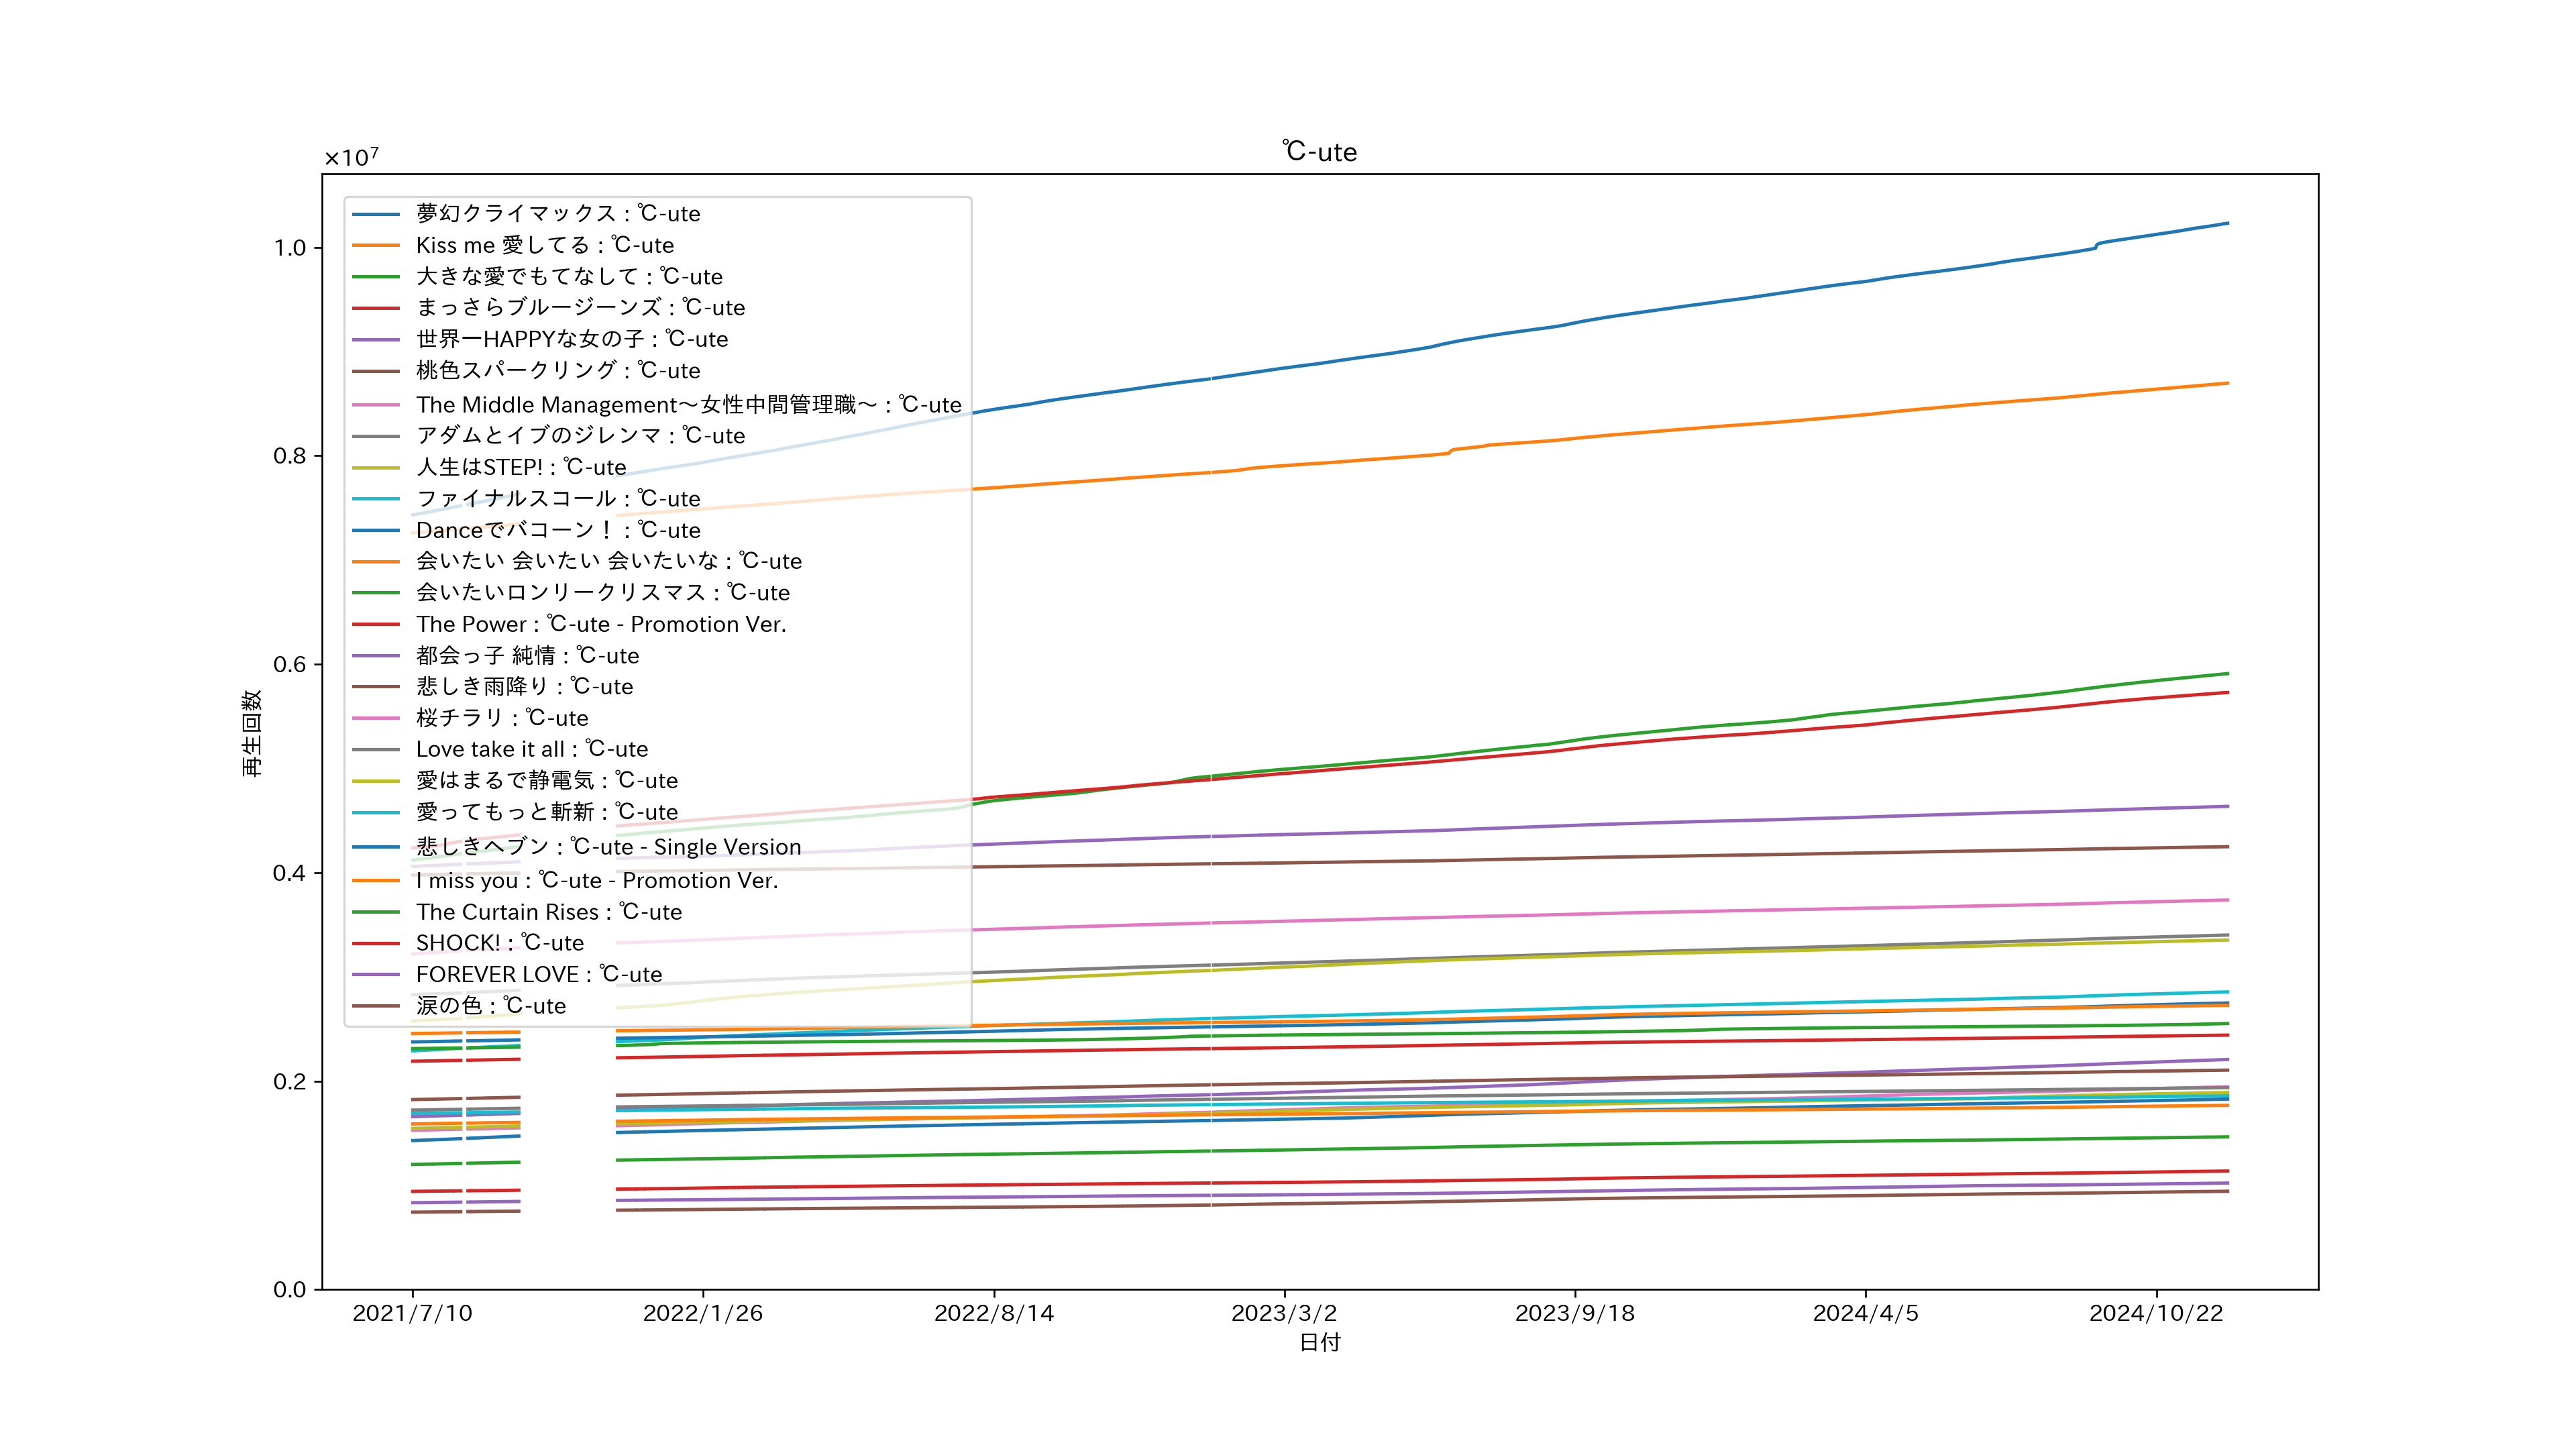 ℃-ute
×10⁷
1.0
0.8
0.6
0.4
0.2
0.0
再生回数
夢幻クライマックス : ℃-ute
Kiss me 愛してる : ℃-ute
大きな愛でもてなして : ℃-ute
まっさらブルージーンズ : ℃-ute
世界一HAPPYな女の子 : ℃-ute
桃色スパークリング : ℃-ute
The Middle Management～女性中間管理職～ : ℃-ute
アダムとイブのジレンマ : ℃-ute
人生はSTEP! : ℃-ute
ファイナルスコール : ℃-ute
Danceでバコーン！ : ℃-ute
会いたい 会いたい 会いたいな : ℃-ute
会いたいロンリークリスマス : ℃-ute
The Power : ℃-ute - Promotion Ver.
都会っ子 純情 : ℃-ute
悲しき雨降り : ℃-ute
桜チラリ : ℃-ute
Love take it all : ℃-ute
愛はまるで静電気 : ℃-ute
愛ってもっと斬新 : ℃-ute
悲しきヘブン : ℃-ute - Single Version
I miss you : ℃-ute - Promotion Ver.
The Curtain Rises : ℃-ute
SHOCK! : ℃-ute
FOREVER LOVE : ℃-ute
涙の色 : ℃-ute
2021/7/10 2022/1/26 2022/8/14 2023/3/2 2023/9/18 2024/4/5 2024/10/22
日付